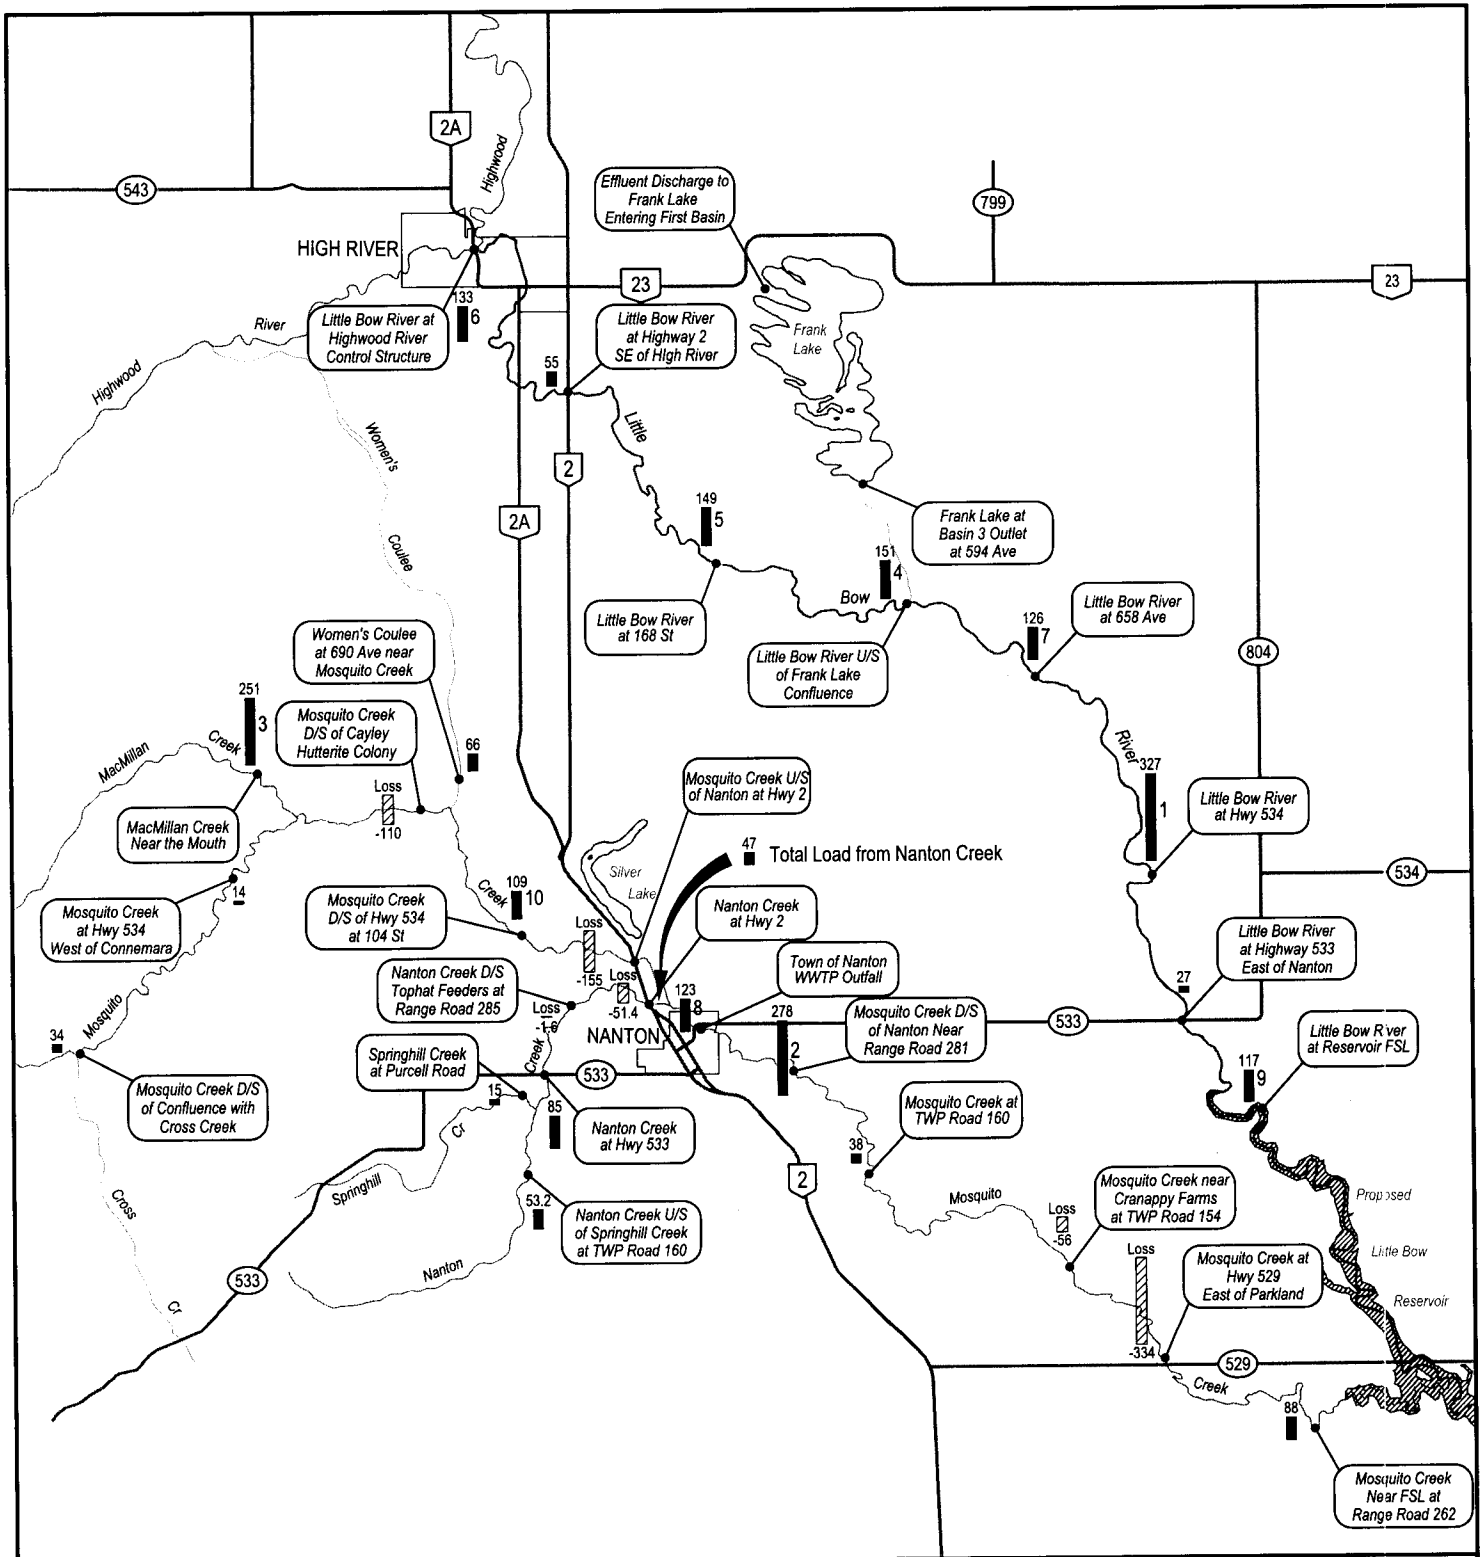 2A
Highwood
543
Effluent Discharge to
Frank Lake
Entering First Basin
799
HIGH RIVER
23
23
133
6
Little Bow River at
Highwood River
Control Structure
River
Highwood
Little Bow River
at Highway 2
SE of High River
Frank
Lake
55
Little
Women's
2
2A
149
5
Frank Lake at
Basin 3 Outlet
at 594 Ave
Coulee
151
4
Bow
Little Bow River
at 168 St
Little Bow River
at 658 Ave
126
7
Women's Coulee
at 690 Ave near
Mosquito Creek
Little Bow River U/S
of Frank Lake
Confluence
804
251
3
Mosquito Creek
D/S of Cayley
Hutterite Colony
MacMillan
Creek
66
River
327
1
Loss
-110
Mosquito Creek U/S
of Nanton at Hwy 2
Little Bow River
at Hwy 534
MacMillan Creek
Near the Mouth
47
Total Load from Nanton Creek
Silver
Lake
534
14
109
10
Creek
Mosquito Creek
at Hwy 534
West of Connemara
Mosquito Creek
D/S of Hwy 534
at 104 St
Nanton Creek
at Hwy 2
Loss
-155
Little Bow River
at Highway 533
East of Nanton
Town of Nanton
WWTP Outfall
Nanton Creek D/S
Tophat Feeders at
Range Road 285
Loss
-51.4
27
123
8
Loss
-1.6
278
2
Mosquito Creek D/S
of Nanton Near
Range Road 281
533
Mosquito
34
NANTON
Little Bow River
at Reservoir FSL
Springhill Creek
at Purcell Road
Creek
533
117
9
Mosquito Creek D/S
of Confluence with
Cross Creek
15
85
Cr
Nanton Creek
at Hwy 533
Mosquito Creek at
TWP Road 160
38
2
Springhill
Cross
53.2
Mosquito
Mosquito Creek near
Cranappy Farms
at TWP Road 154
Proposed
Nanton Creek U/S
of Springhill Creek
at TWP Road 160
Loss
-56
Little Bow
Loss
-334
Mosquito Creek at
Hwy 529
East of Parkland
Reservoir
Nanton
533
Cr
529
Creek
88
Mosquito Creek
Near FSL at
Range Road 262